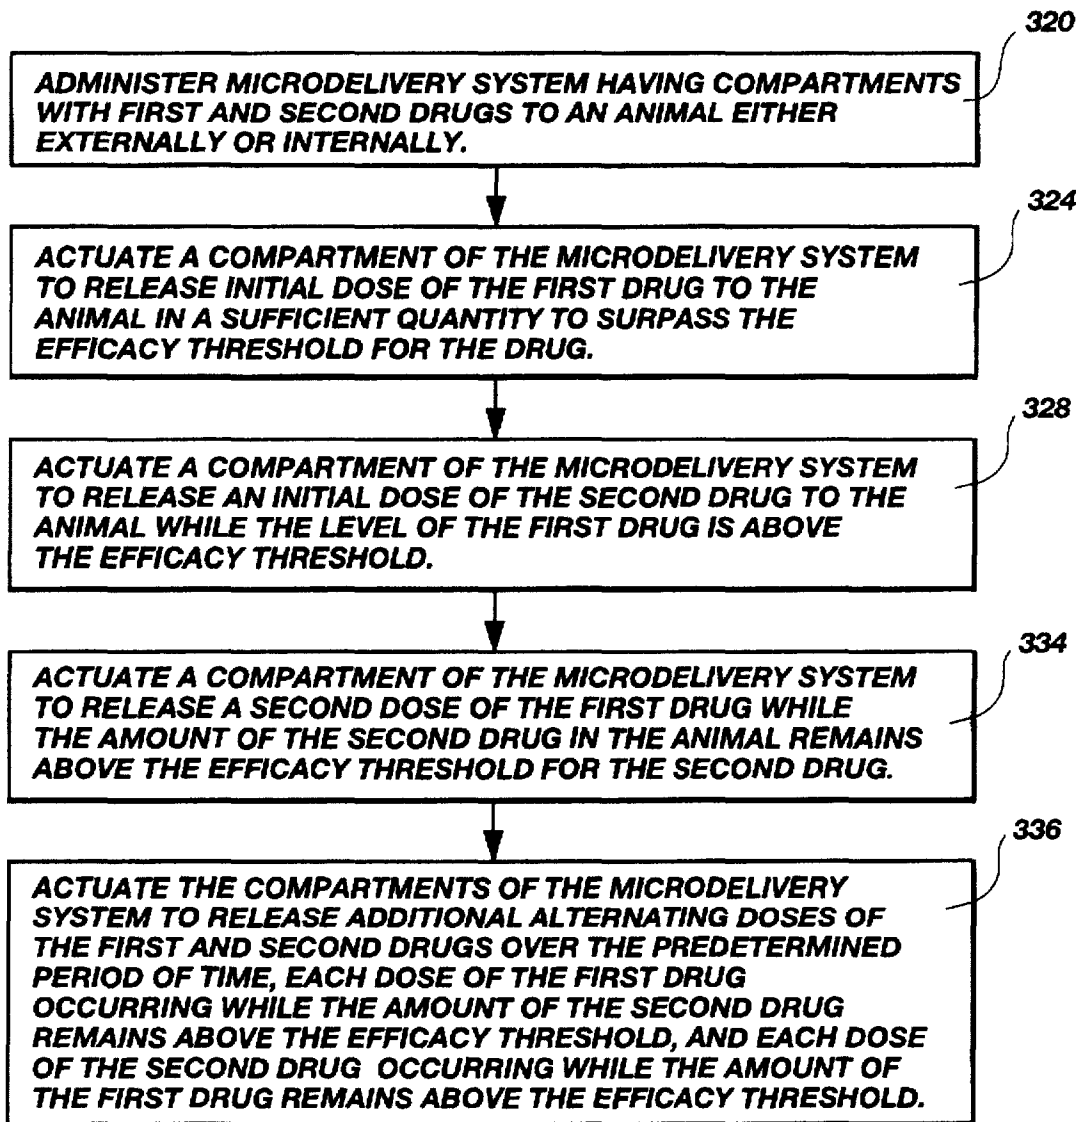 320
ADMINISTER MICRODELIVERY SYSTEM HAVING COMPARTMENTS
WITH FIRST AND SECOND DRUGS TO AN ANIMAL EITHER
EXTERNALLY OR INTERNALLY.
324
ACTUATE A COMPARTMENT OF THE MICRODELIVERY SYSTEM
TO RELEASE INITIAL DOSE OF THE FIRST DRUG TO THE
ANIMAL IN A SUFFICIENT QUANTITY TO SURPASS THE
EFFICACY THRESHOLD FOR THE DRUG.
328
ACTUATE A COMPARTMENT OF THE MICRODELIVERY SYSTEM
TO RELEASE AN INITIAL DOSE OF THE SECOND DRUG TO THE
ANIMAL WHILE THE LEVEL OF THE FIRST DRUG IS ABOVE
THE EFFICACY THRESHOLD.
334
ACTUATE A COMPARTMENT OF THE MICRODELIVERY SYSTEM
TO RELEASE A SECOND DOSE OF THE FIRST DRUG WHILE
THE AMOUNT OF THE SECOND DRUG IN THE ANIMAL REMAINS
ABOVE THE EFFICACY THRESHOLD FOR THE SECOND DRUG.
336
ACTUATE THE COMPARTMENTS OF THE MICRODELIVERY
SYSTEM TO RELEASE ADDITIONAL ALTERNATING DOSES OF
THE FIRST AND SECOND DRUGS OVER THE PREDETERMINED
PERIOD OF TIME, EACH DOSE OF THE FIRST DRUG
OCCURRING WHILE THE AMOUNT OF THE SECOND DRUG
REMAINS ABOVE THE EFFICACY THRESHOLD, AND EACH DOSE
OF THE SECOND DRUG OCCURRING WHILE THE AMOUNT OF
THE FIRST DRUG REMAINS ABOVE THE EFFICACY THRESHOLD.